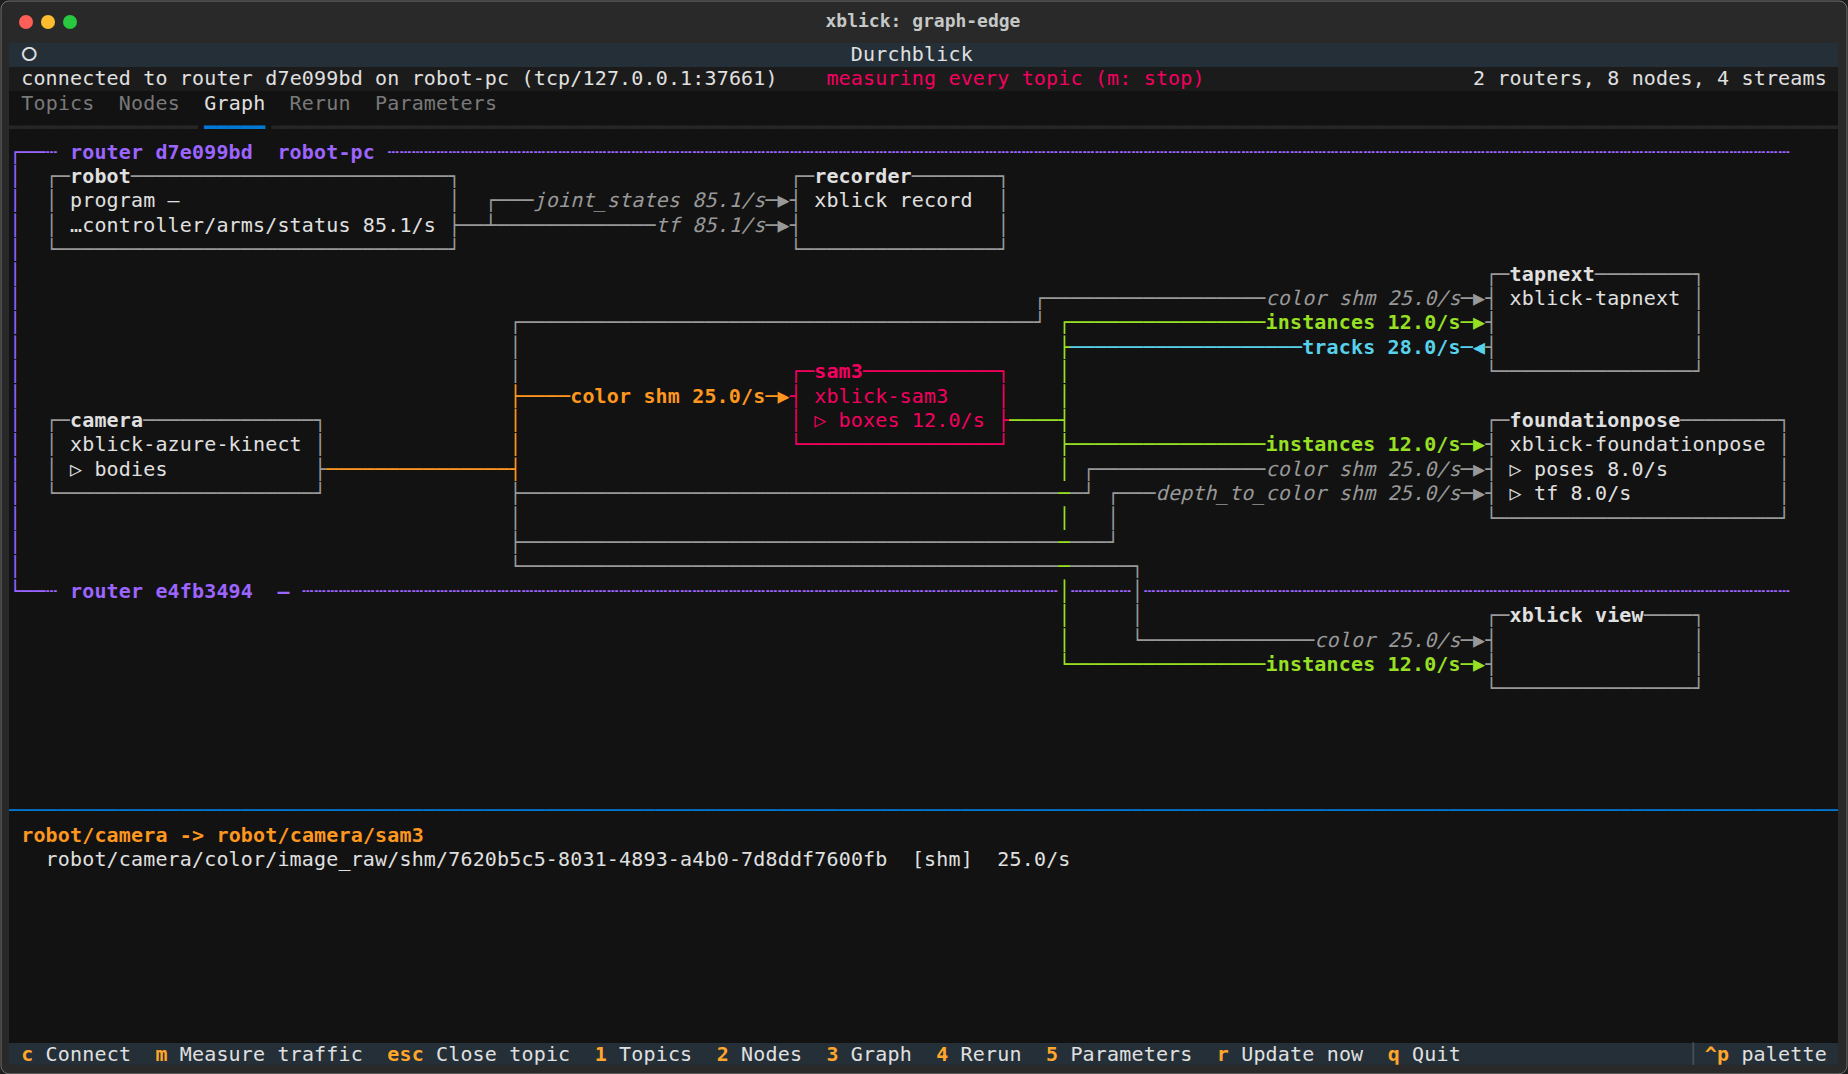 xblick: graph-edge
Durchblick
connected to router d7e099bd on robot-pc (tcp/127.0.0.1:37661) measuring every topic (m: stop) 2 routers, 8 nodes, 4 streams
Topics Nodes Graph Rerun Parameters
router d7e099bd robot-pc
robot recorder
program — joint_states 85.1/s xblick record
…controller/arms/status 85.1/s tf 85.1/s
tapnext
color shm 25.0/s xblick-tapnext
instances 12.0/s
tracks 28.0/s
sam3
color shm 25.0/s xblick-sam3
camera ▷ boxes 12.0/s foundationpose
xblick-azure-kinect instances 12.0/s xblick-foundationpose
▷ bodies color shm 25.0/s ▷ poses 8.0/s
depth_to_color shm 25.0/s ▷ tf 8.0/s
router e4fb3494 —
xblick view
color 25.0/s
instances 12.0/s
robot/camera -> robot/camera/sam3
robot/camera/color/image_raw/shm/7620b5c5-8031-4893-a4b0-7d8ddf7600fb [shm] 25.0/s
c Connect m Measure traffic esc Close topic 1 Topics 2 Nodes 3 Graph 4 Rerun 5 Parameters r Update now q Quit ^p palette